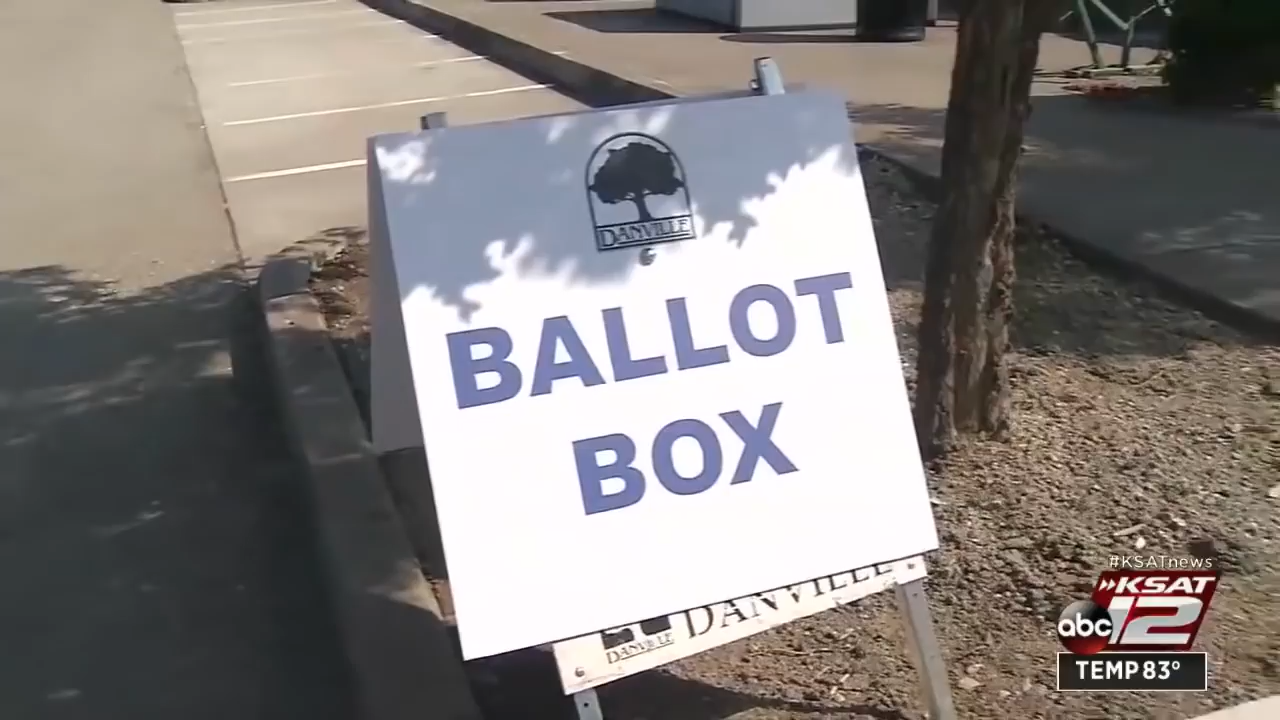 DANVILLE
BALLOT
BOX
DANVILLE
DANVILLE
#KSATnews
KSAT
abc 12
TEMP 83°